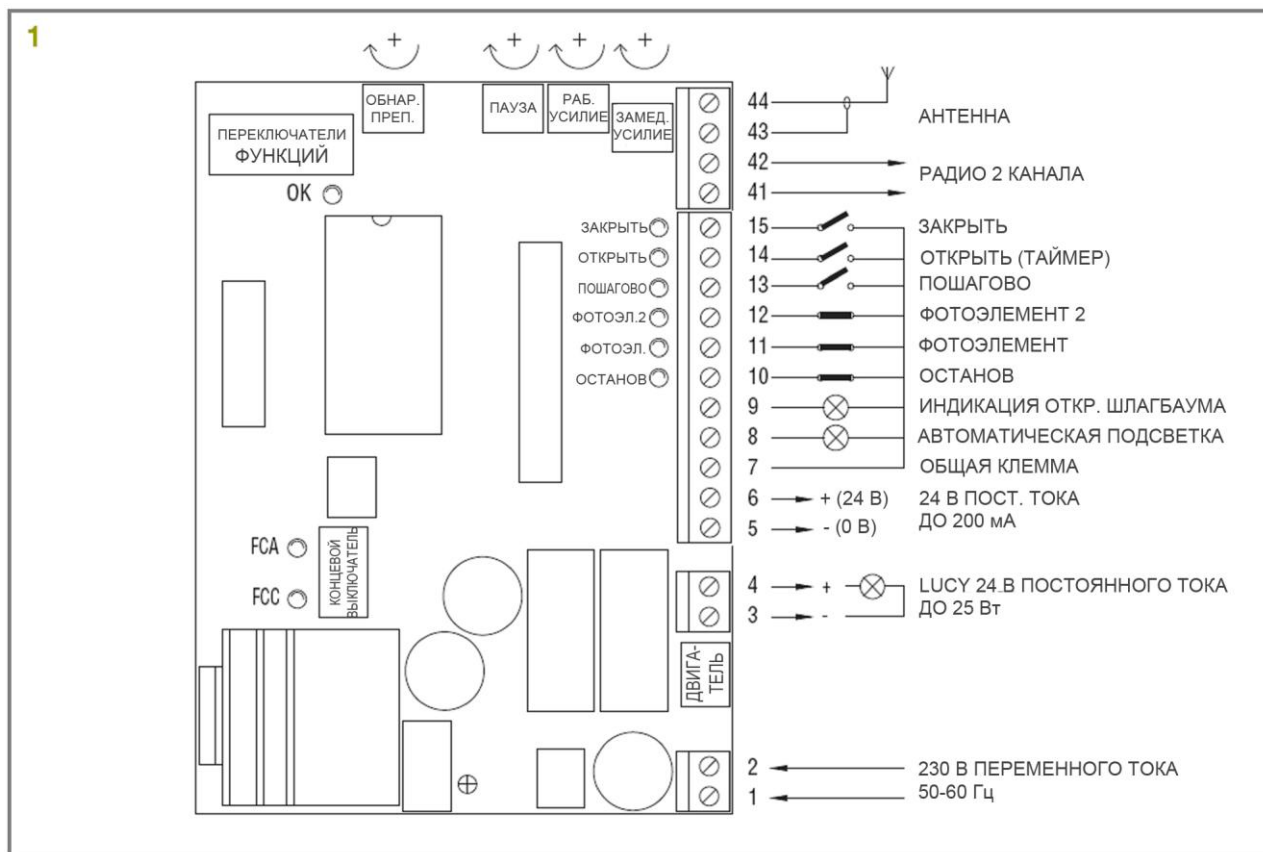 1
+
+
+
+
ОБНАР.
ПРЕП.
ПАУЗА
РАБ.
УСИЛИЕ
ЗАМЕД.
УСИЛИЕ
ПЕРЕКЛЮЧАТЕЛИ
ФУНКЦИЙ
OK
ЗАКРЫТЬ
ОТКРЫТЬ
ПОШАГОВО
ФОТОЭЛ.2
ФОТОЭЛ.
ОСТАНОВ
FCA
FCC
КОНЦЕВОЙ
ВЫКЛЮЧАТЕЛЬ
ДВИГА-
ТЕЛЬ
44
43
АНТЕННА
42
41
РАДИО 2 КАНАЛА
15 ЗАКРЫТЬ
14 ОТКРЫТЬ (ТАЙМЕР)
13 ПОШАГОВО
12 ФОТОЭЛЕМЕНТ 2
11 ФОТОЭЛЕМЕНТ
10 ОСТАНОВ
9 ИНДИКАЦИЯ ОТКР. ШЛАГБАУМА
8 АВТОМАТИЧЕСКАЯ ПОДСВЕТКА
7 ОБЩАЯ КЛЕММА
6 + (24 В) 24 В ПОСТ. ТОКА
5 - (0 В) ДО 200 мА
4 + LUCY 24 В ПОСТОЯННОГО ТОКА
3 - ДО 25 Вт
2 230 В ПЕРЕМЕННОГО ТОКА
1 50-60 Гц